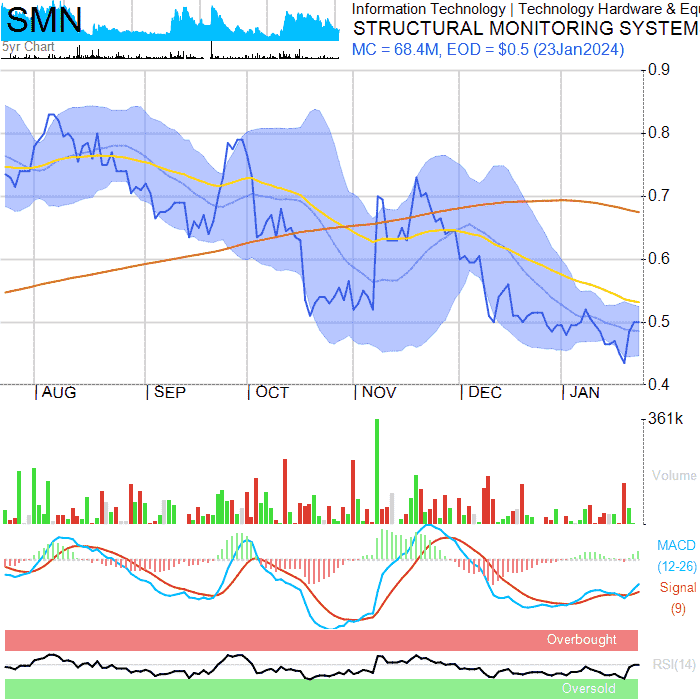 SMN
5yr Chart
Information Technology | Technology Hardware & Equ
STRUCTURAL MONITORING SYSTEM
MC = 68.4M, EOD = $0.5 (23Jan2024)
0.9
0.8
0.7
0.6
0.5
0.4
AUG
SEP
OCT
NOV
DEC
JAN
361k
Volume
MACD
(12-26)
Signal
(9)
Overbought
RSI(14)
Oversold